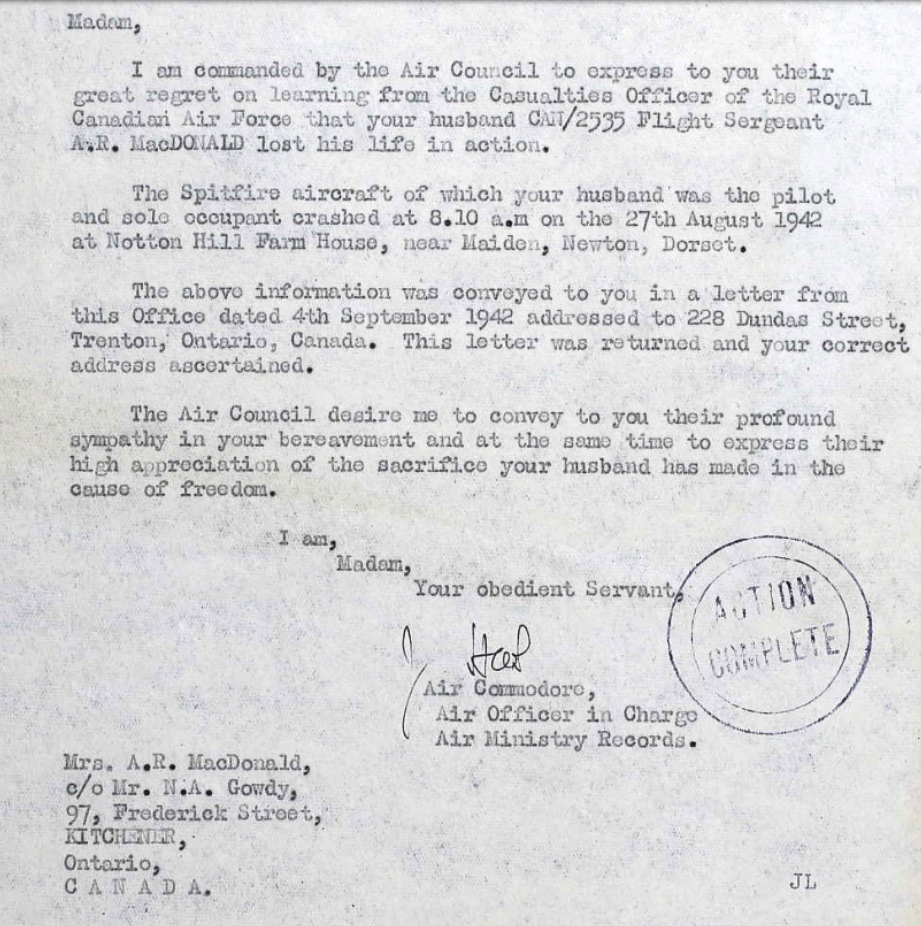 Madam,
I am commanded by the Air Council to express to you their
great regret on learning from the Casualties Officer of the Royal
Canadian Air Force that your husband CAN/2535 Flight Sergeant
A.R. MacDONALD lost his life in action.
The Spitfire aircraft of which your husband was the pilot
and sole occupant crashed at 8.10 a.m on the 27th August 1942
at Notton Hill Farm House, near Maiden, Newton, Dorset.
The above information was conveyed to you in a letter from
this Office dated 4th September 1942 addressed to 228 Dundas Street,
Trenton, Ontario, Canada. This letter was returned and your correct
address ascertained.
The Air Council desire me to convey to you their profound
sympathy in your bereavement and at the same time to express their
high appreciation of the sacrifice your husband has made in the
cause of freedom.
I am,
Madam,
Your obedient Servant,
ACTION
COMPLETE
Air Commodore,
Air Officer in Charge
Air Ministry Records.
Mrs. A.R. MacDonald,
c/o Mr. N.A. Gowdy,
97, Frederick Street,
KITCHENER,
Ontario,
C A N A D A.
JL